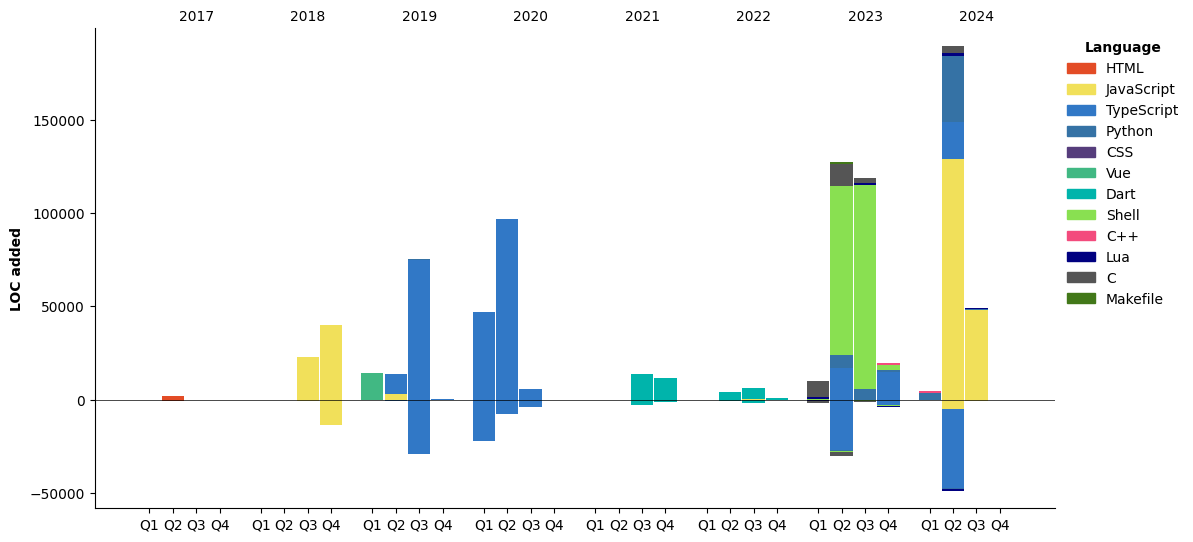 2017 2018 2019 2020 2021 2022 2023 2024
Language
HTML
JavaScript
TypeScript
Python
CSS
Vue
Dart
Shell
C++
Lua
C
Makefile
LOC added
150000
100000
50000
0
−50000
Q1 Q2 Q3 Q4 Q1 Q2 Q3 Q4 Q1 Q2 Q3 Q4 Q1 Q2 Q3 Q4 Q1 Q2 Q3 Q4 Q1 Q2 Q3 Q4 Q1 Q2 Q3 Q4 Q1 Q2 Q3 Q4